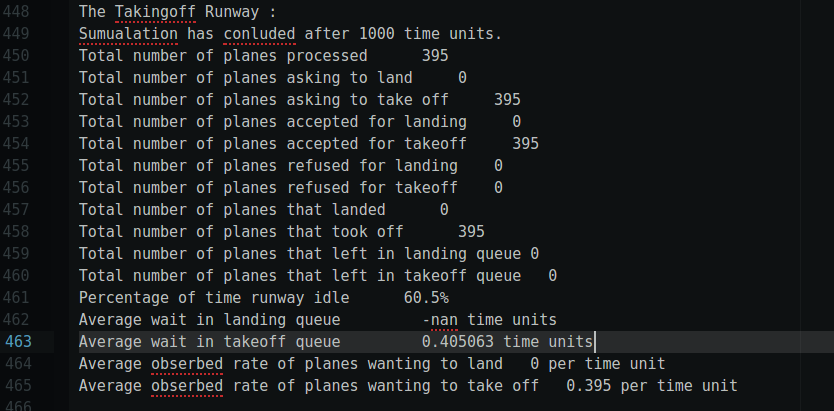 448 The Takingoff Runway :
449 Sumualation has conluded after 1000 time units.
450 Total number of planes processed 395
451 Total number of planes asking to land 0
452 Total number of planes asking to take off 395
453 Total number of planes accepted for landing 0
454 Total number of planes accepted for takeoff 395
455 Total number of planes refused for landing 0
456 Total number of planes refused for takeoff 0
457 Total number of planes that landed 0
458 Total number of planes that took off 395
459 Total number of planes that left in landing queue 0
460 Total number of planes that left in takeoff queue 0
461 Percentage of time runway idle 60.5%
462 Average wait in landing queue -nan time units
463 Average wait in takeoff queue 0.405063 time units
464 Average obserbed rate of planes wanting to land 0 per time unit
465 Average obserbed rate of planes wanting to take off 0.395 per time unit
466